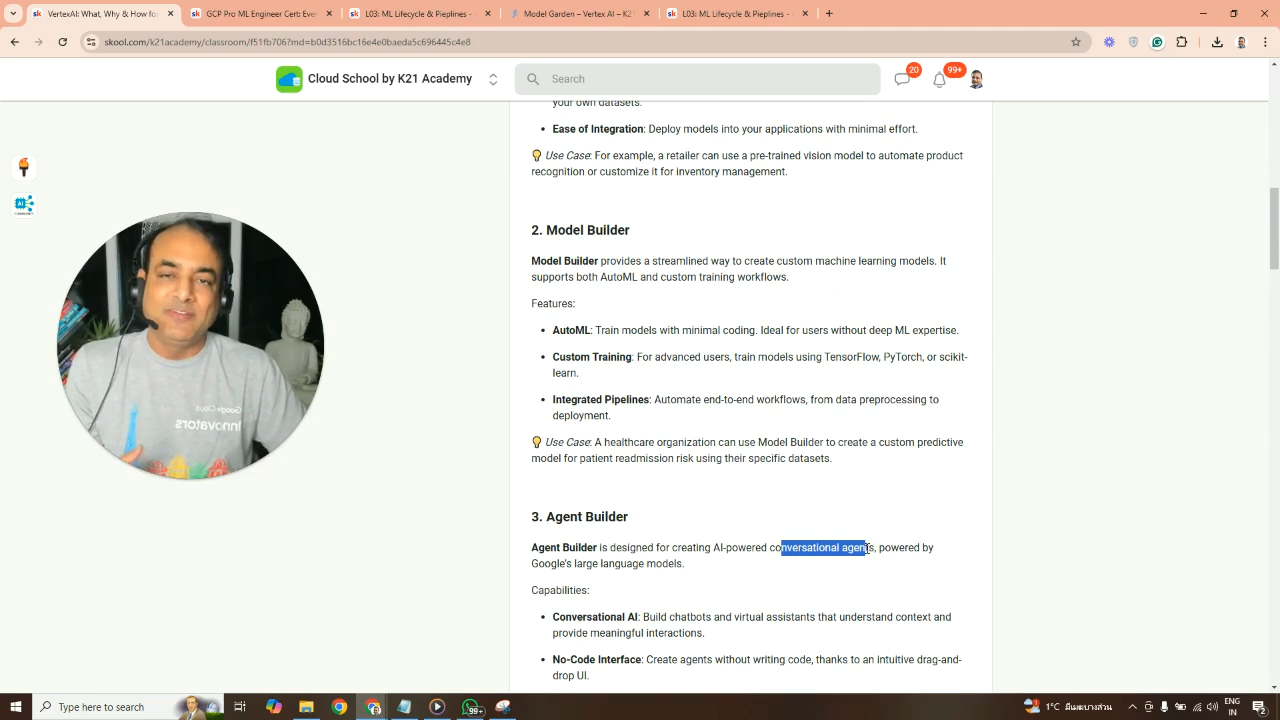 VertexAI: What, Why & How fo
GCP Pro ML Engineer Cert: Ever
L03: ML Lifecycle & Pieplines -
Model Garden – Vertex AI – K21
L03: ML Lifecycle & Pieplines -
skool.com/k21academy/classroom/f51fb706?md=b0d3516bc16e4e0baeda5c696445c4e8
Cloud School by K21 Academy
Search
20
99+
your own datasets.
• Ease of Integration: Deploy models into your applications with minimal effort.
💡 Use Case: For example, a retailer can use a pre-trained vision model to automate product
recognition or customize it for inventory management.
2. Model Builder
Model Builder provides a streamlined way to create custom machine learning models. It
supports both AutoML and custom training workflows.
Features:
• AutoML: Train models with minimal coding. Ideal for users without deep ML expertise.
• Custom Training: For advanced users, train models using TensorFlow, PyTorch, or scikit-
learn.
• Integrated Pipelines: Automate end-to-end workflows, from data preprocessing to
deployment.
💡 Use Case: A healthcare organization can use Model Builder to create a custom predictive
model for patient readmission risk using their specific datasets.
3. Agent Builder
Agent Builder is designed for creating AI-powered conversational agents, powered by
Google's large language models.
Capabilities:
• Conversational AI: Build chatbots and virtual assistants that understand context and
provide meaningful interactions.
• No-Code Interface: Create agents without writing code, thanks to an intuitive drag-and-
drop UI.
AI
Google Cloud
Innovators
Type here to search
99+
1°C
ENG
2